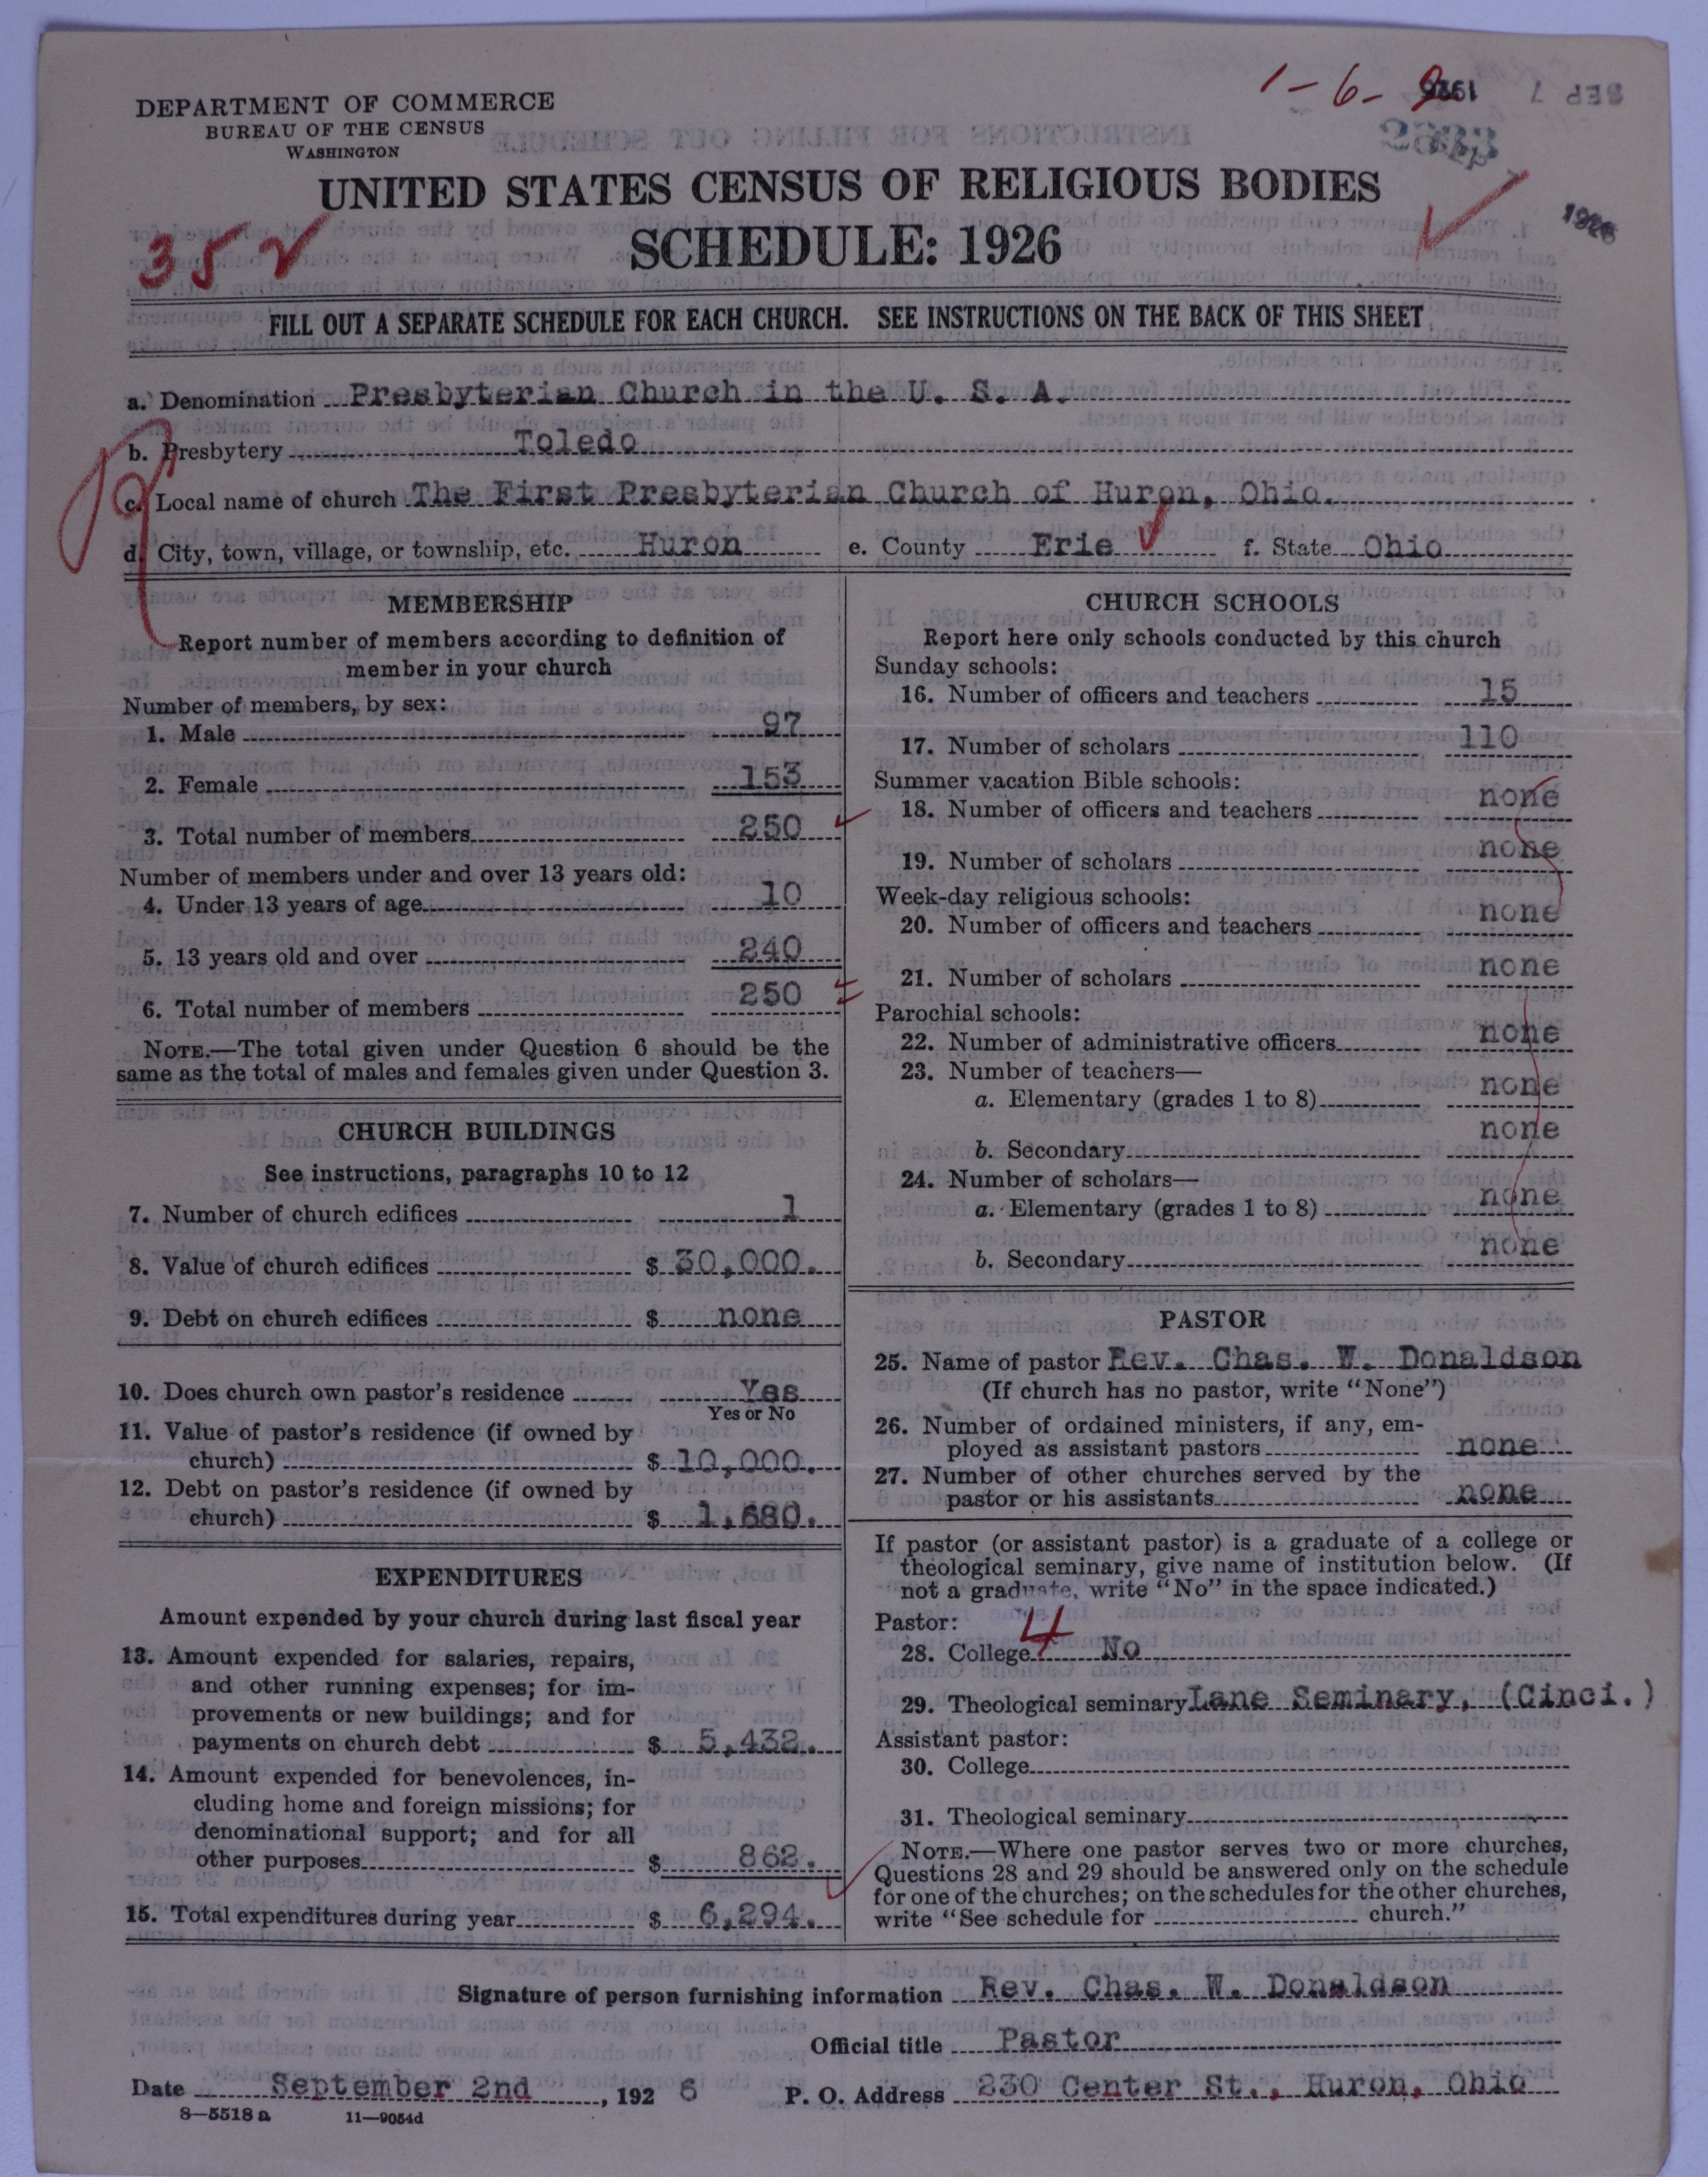 DEPARTMENT OF COMMERCE
BUREAU OF THE CENSUS
WASHINGTON
1-6-
SEP 7 1926
1926
UNITED STATES CENSUS OF RELIGIOUS BODIES
SCHEDULE: 1926
35
FILL OUT A SEPARATE SCHEDULE FOR EACH CHURCH. SEE INSTRUCTIONS ON THE BACK OF THIS SHEET
a. Denomination Presbyterian Church in the U. S. A.
b. Presbytery Toledo
c. Local name of church The First Presbyterian Church of Huron, Ohio.
d. City, town, village, or township, etc. Huron e. County Erie f. State Ohio
MEMBERSHIP
Report number of members according to definition of
member in your church
Number of members, by sex:
1. Male 97
2. Female 153
3. Total number of members 250
Number of members under and over 13 years old:
4. Under 13 years of age 10
5. 13 years old and over 240
6. Total number of members 250
NOTE.—The total given under Question 6 should be the
same as the total of males and females given under Question 3.
CHURCH BUILDINGS
See instructions, paragraphs 10 to 12
7. Number of church edifices 1
8. Value of church edifices $ 30,000.
9. Debt on church edifices $ none
10. Does church own pastor's residence Yes
Yes or No
11. Value of pastor's residence (if owned by
church) $ 10,000.
12. Debt on pastor's residence (if owned by
church) $ 1,680.
EXPENDITURES
Amount expended by your church during last fiscal year
13. Amount expended for salaries, repairs,
and other running expenses; for im-
provements or new buildings; and for
payments on church debt $ 5,432.
14. Amount expended for benevolences, in-
cluding home and foreign missions; for
denominational support; and for all
other purposes $ 862.
15. Total expenditures during year $ 6,294.
CHURCH SCHOOLS
Report here only schools conducted by this church
Sunday schools:
16. Number of officers and teachers 15
17. Number of scholars 110
Summer vacation Bible schools:
18. Number of officers and teachers none
19. Number of scholars none
Week-day religious schools:
20. Number of officers and teachers none
21. Number of scholars none
Parochial schools:
22. Number of administrative officers none
23. Number of teachers—
a. Elementary (grades 1 to 8) none
b. Secondary none
24. Number of scholars—
a. Elementary (grades 1 to 8) none
b. Secondary none
PASTOR
25. Name of pastor Rev. Chas. W. Donaldson
(If church has no pastor, write "None")
26. Number of ordained ministers, if any, em-
ployed as assistant pastors none
27. Number of other churches served by the
pastor or his assistants none
If pastor (or assistant pastor) is a graduate of a college or
theological seminary, give name of institution below. (If
not a graduate, write "No" in the space indicated.)
Pastor: 4
28. College No
29. Theological seminary Lane Seminary, (Cinci.)
Assistant pastor:
30. College
31. Theological seminary
NOTE.—Where one pastor serves two or more churches,
Questions 28 and 29 should be answered only on the schedule
for one of the churches; on the schedules for the other churches,
write "See schedule for church."
Signature of person furnishing information Rev. Chas. W. Donaldson
Official title Pastor
Date September 2nd, 192 6 P. O. Address 230 Center St., Huron, Ohio
8—5518 a 11—9054d